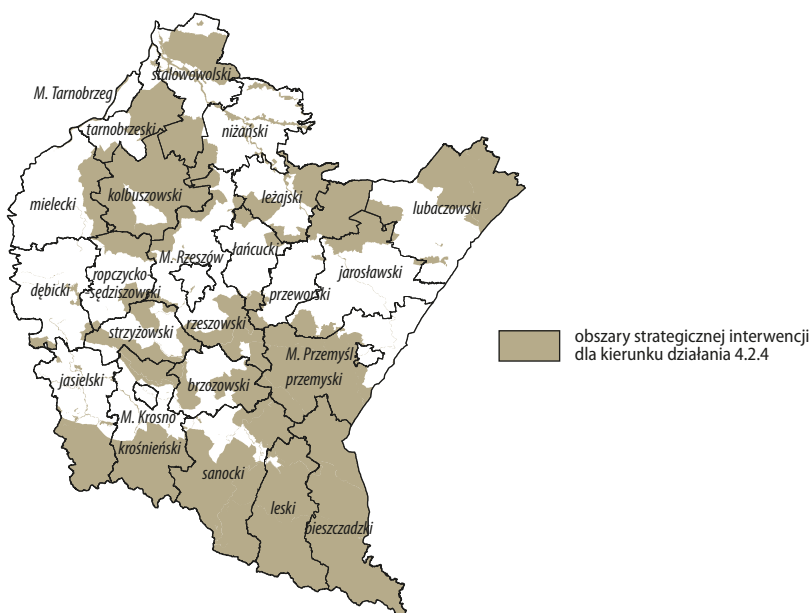 stalowowolski
M. Tarnobrzeg
tarnobrzeski
niżański
mielecki
kolbuszowski
leżajski
lubaczowski
M. Rzeszów
łańcucki
ropczycko-
sędziszowski
dębicki
jarosławski
przeworski
strzyżowski
rzeszowski
obszary strategicznej interwencji
dla kierunku działania 4.2.4
M. Przemyśl
przemyski
jasielski
brzozowski
M. Krosno
krośnieński
sanocki
leski
bieszczadzki